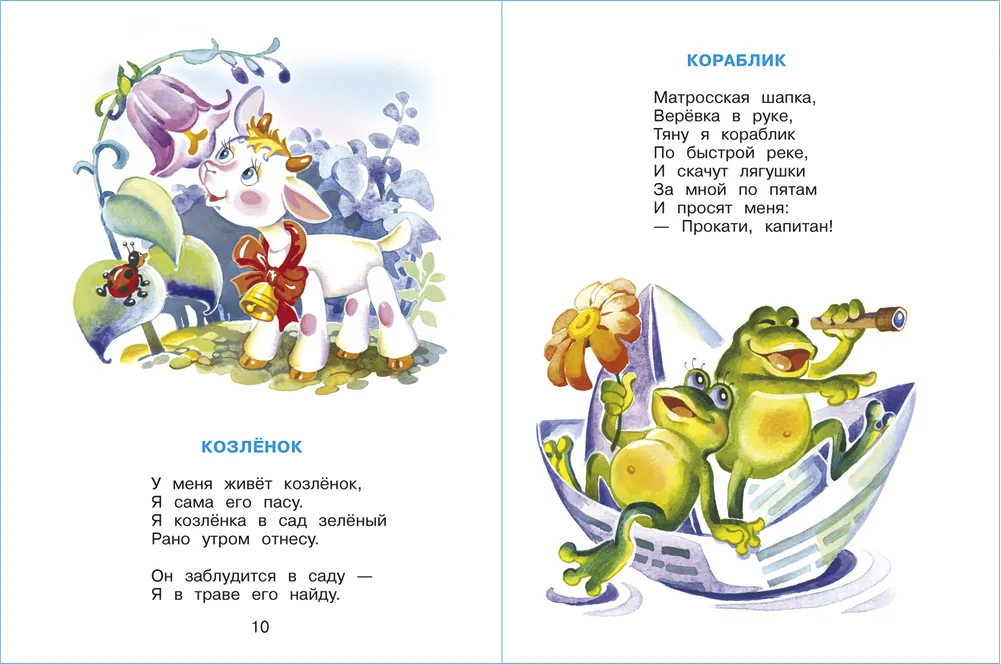 КОЗЛЁНОК
У меня живёт козлёнок,
Я сама его пасу.
Я козлёнка в сад зелёный
Рано утром отнесу.
Он заблудится в саду —
Я в траве его найду.
10
КОРАБЛИК
Матросская шапка,
Верёвка в руке,
Тяну я кораблик
По быстрой реке,
И скачут лягушки
За мной по пятам
И просят меня:
— Прокати, капитан!